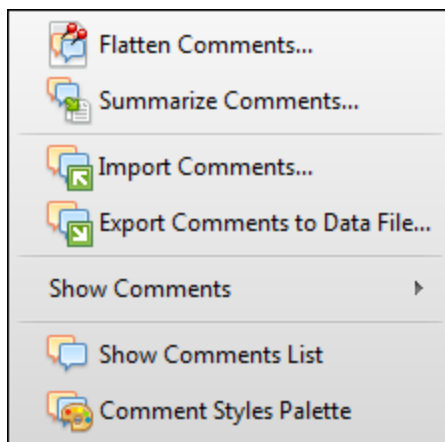 Flatten Comments...
Summarize Comments...
Import Comments...
Export Comments to Data File...
Show Comments
Show Comments List
Comment Styles Palette